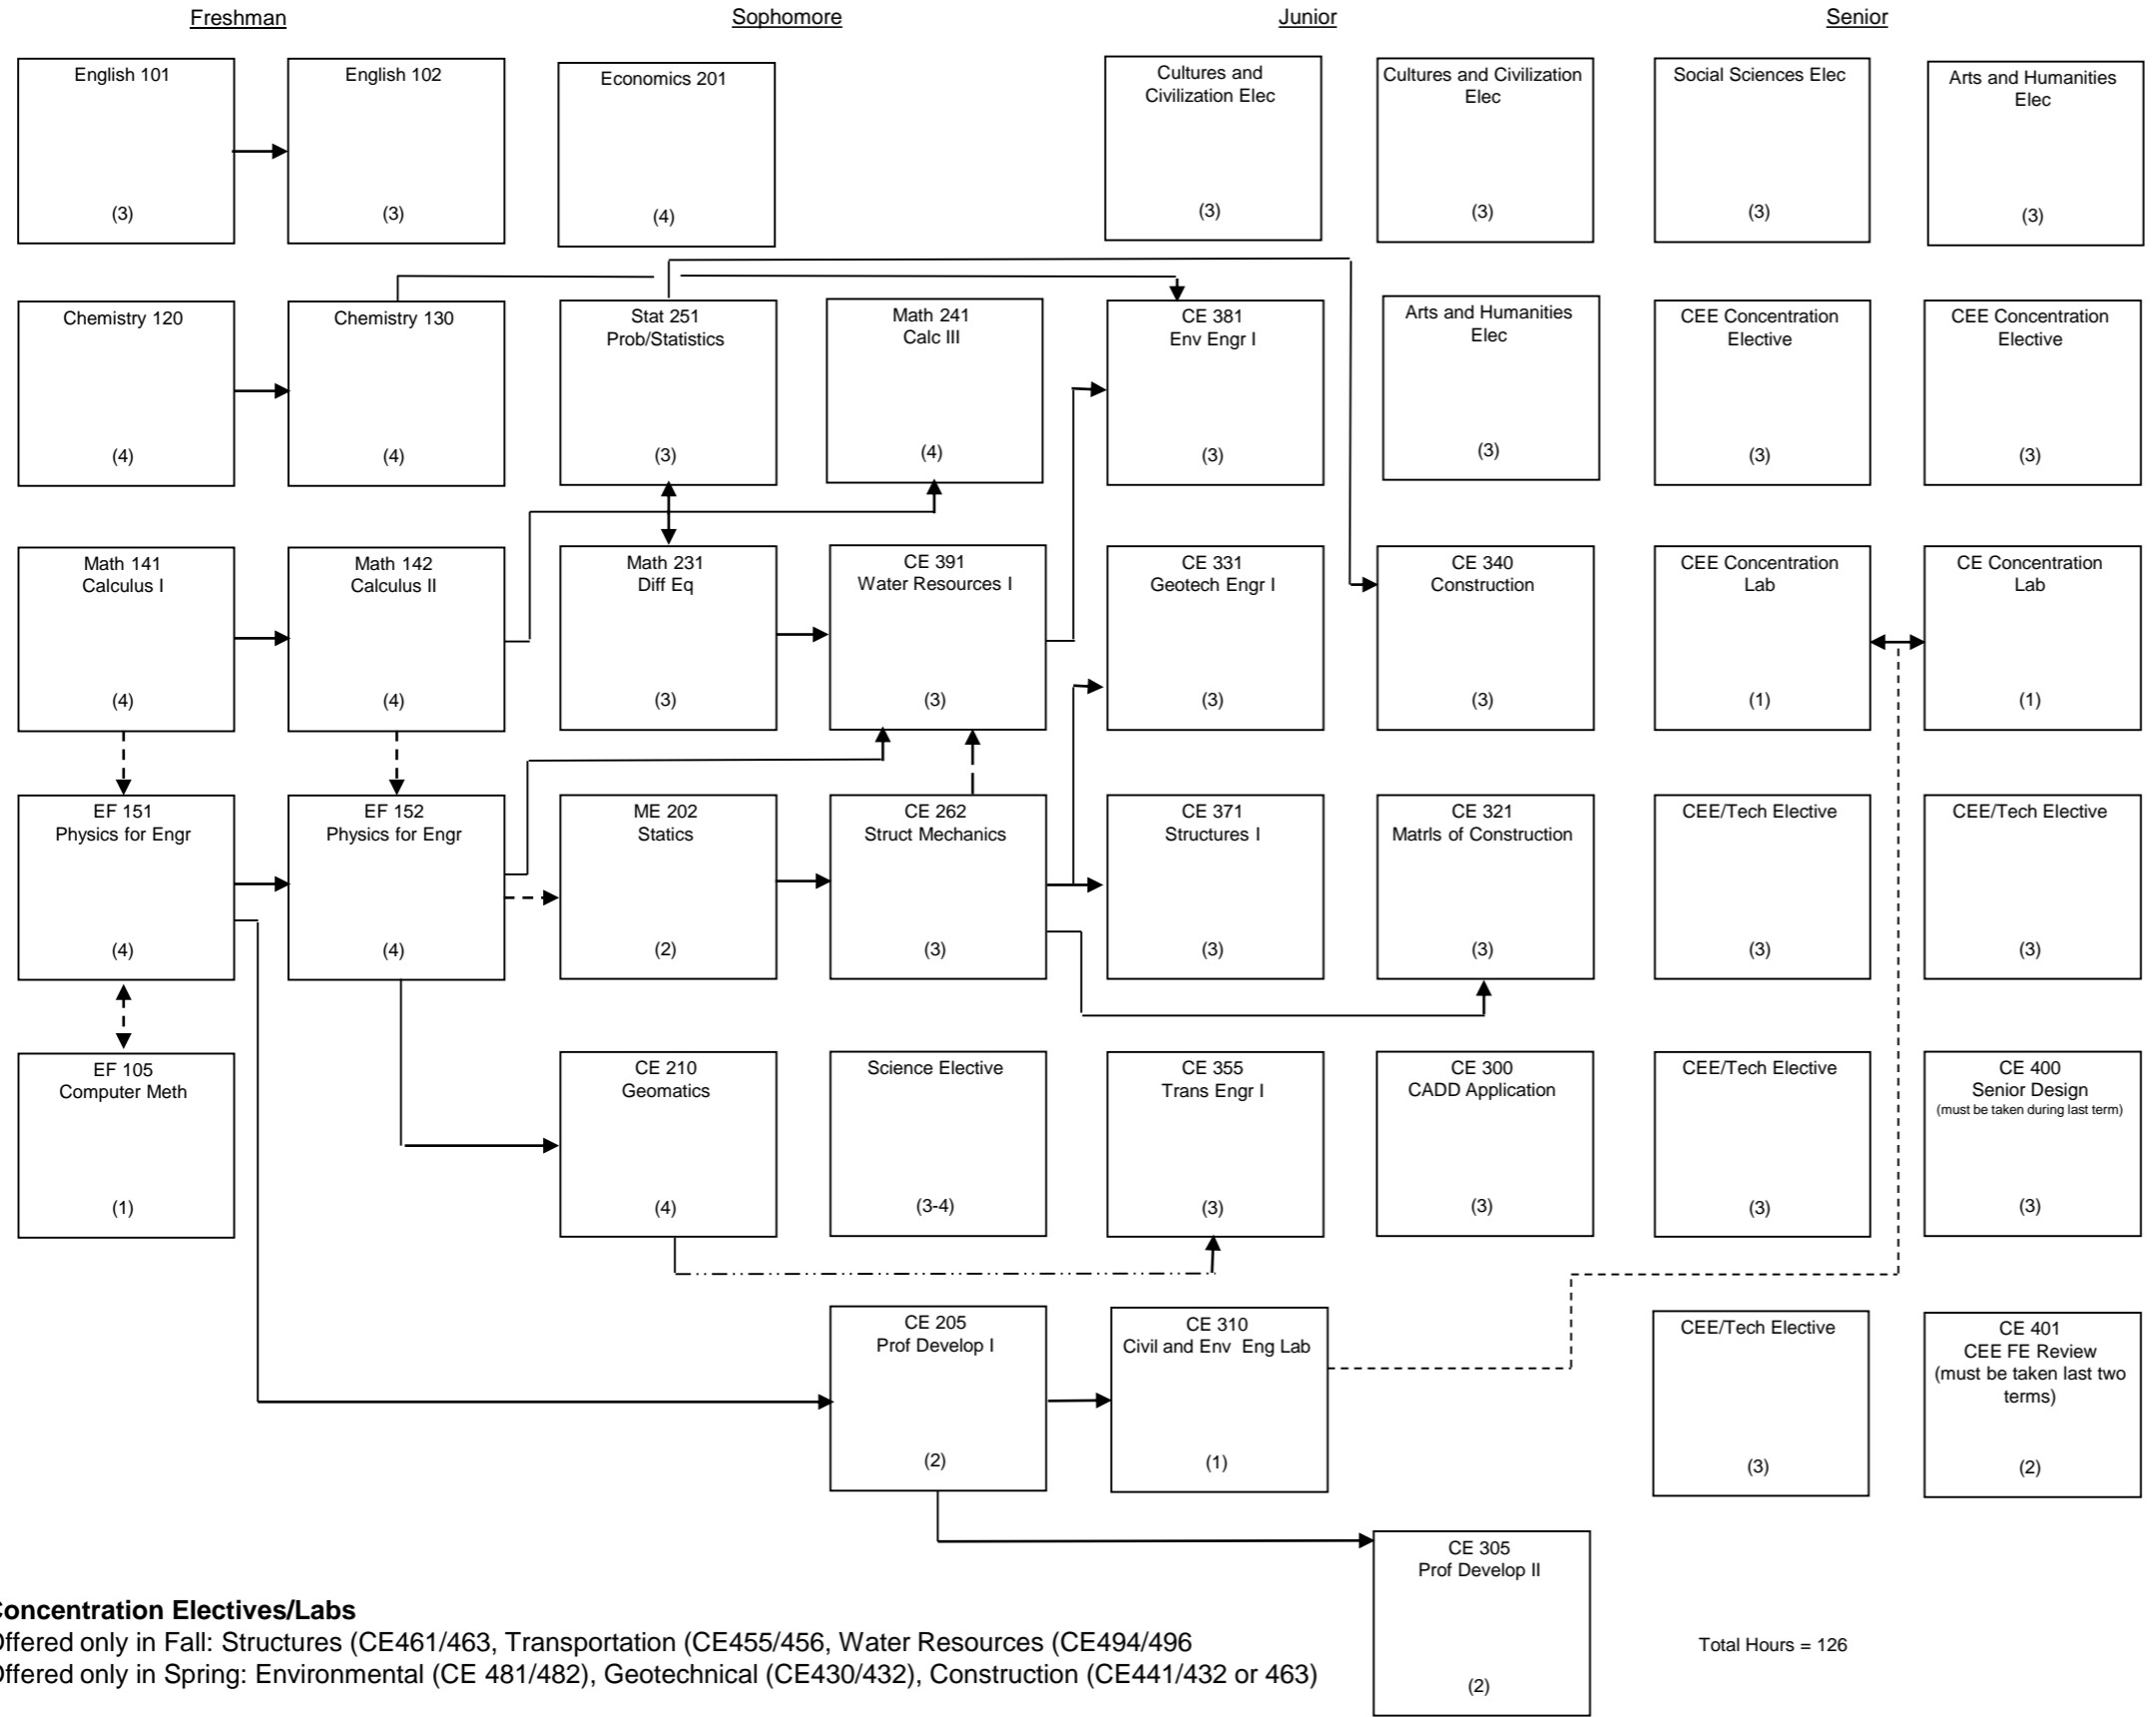 Freshman
Sophomore
Junior
Senior
English 101
(3)
English 102
(3)
Economics 201
(4)
Cultures and
Civilization Elec
(3)
Cultures and Civilization
Elec
(3)
Social Sciences Elec
(3)
Arts and Humanities
Elec
(3)
Chemistry 120
(4)
Chemistry 130
(4)
Stat 251
Prob/Statistics
(3)
Math 241
Calc III
(4)
CE 381
Env Engr I
(3)
Arts and Humanities
Elec
(3)
CEE Concentration
Elective
(3)
CEE Concentration
Elective
(3)
Math 141
Calculus I
(4)
Math 142
Calculus II
(4)
Math 231
Diff Eq
(3)
CE 391
Water Resources I
(3)
CE 331
Geotech Engr I
(3)
CE 340
Construction
(3)
CEE Concentration
Lab
(1)
CE Concentration
Lab
(1)
EF 151
Physics for Engr
(4)
EF 152
Physics for Engr
(4)
ME 202
Statics
(2)
CE 262
Struct Mechanics
(3)
CE 371
Structures I
(3)
CE 321
Matrls of Construction
(3)
CEE/Tech Elective
(3)
CEE/Tech Elective
(3)
EF 105
Computer Meth
(1)
CE 210
Geomatics
(4)
Science Elective
(3-4)
CE 355
Trans Engr I
(3)
CE 300
CADD Application
(3)
CEE/Tech Elective
(3)
CE 400
Senior Design
(must be taken during last term)
(3)
CE 205
Prof Develop I
(2)
CE 310
Civil and Env Eng Lab
(1)
CEE/Tech Elective
(3)
CE 401
CEE FE Review
(must be taken last two
terms)
(2)
CE 305
Prof Develop II
(2)
Concentration Electives/Labs
Offered only in Fall: Structures (CE461/463, Transportation (CE455/456, Water Resources (CE494/496
Offered only in Spring: Environmental (CE 481/482), Geotechnical (CE430/432), Construction (CE441/432 or 463)
Total Hours = 126